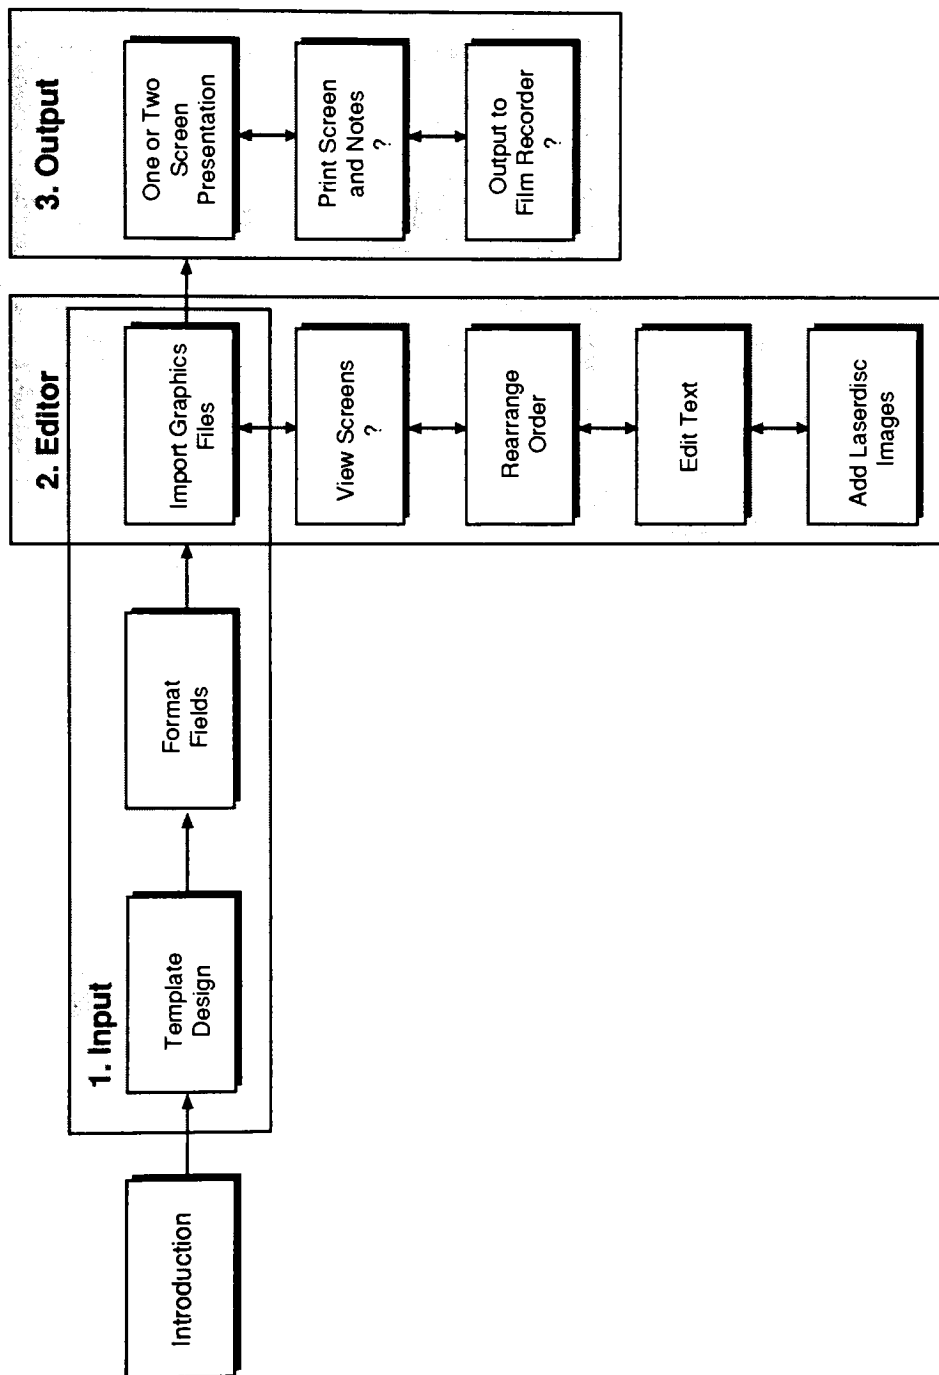 Introduction
1. Input
Template
Design
Format
Fields
2. Editor
Import Graphics
Files
View Screens
?
Rearrange
Order
Edit Text
Add Laserdisc
Images
3. Output
One or Two
Screen
Presentation
Print Screen
and Notes
?
Output to
Film Recorder
?